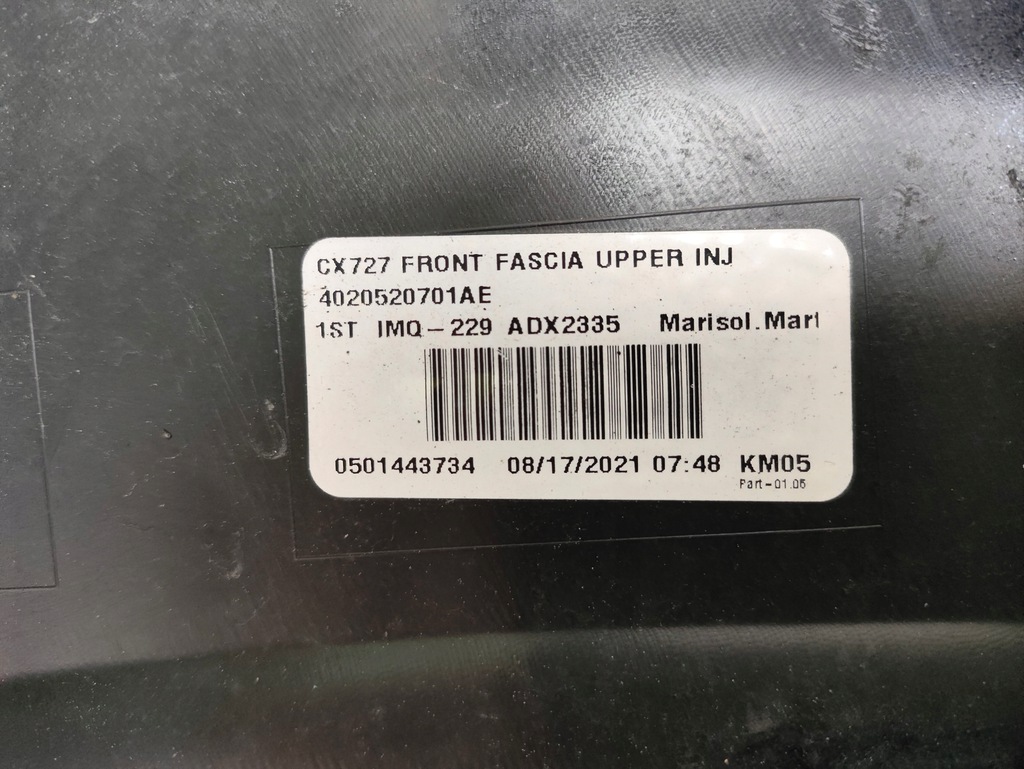 CX727 FRONT FASCIA UPPER INJ
4020520701AE
1ST IMQ-229 ADX2335 Marisol.Mart
0501443734 08/17/2021 07:48 KM05
Part-01.05